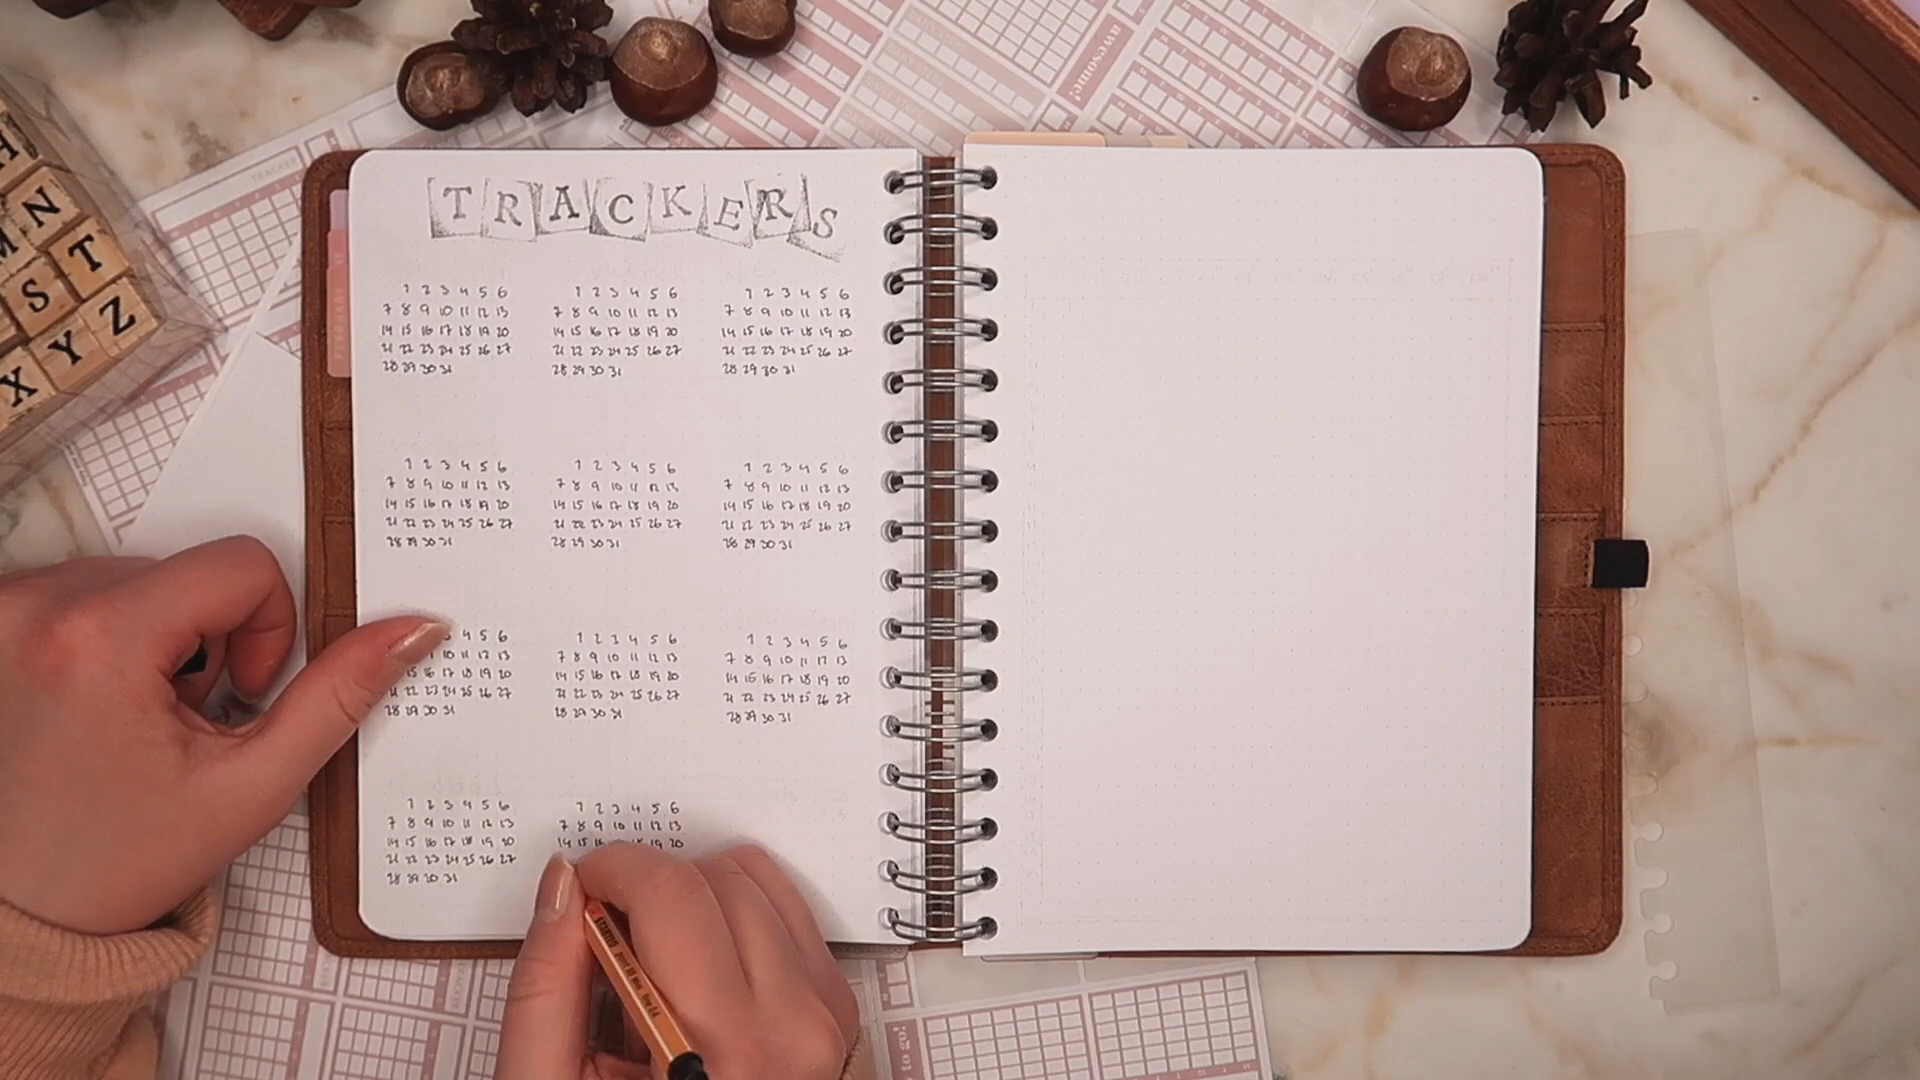 TRACKERS
1 2 3 4 5 6
7 8 9 10 11 12 13
14 15 16 17 18 19 20
21 22 23 24 25 26 27
28 29 30 31
1 2 3 4 5 6
7 8 9 10 11 12 13
14 15 16 17 18 19 20
21 22 23 24 25 26 27
28 29 30 31
1 2 3 4 5 6
7 8 9 10 11 12 13
14 15 16 17 18 19 20
21 22 23 24 25 26 27
28 29 30 31
1 2 3 4 5 6
7 8 9 10 11 12 13
14 15 16 17 18 19 20
21 22 23 24 25 26 27
28 29 30 31
1 2 3 4 5 6
7 8 9 10 11 12 13
14 15 16 17 18 19 20
21 22 23 24 25 26 27
28 29 30 31
1 2 3 4 5 6
7 8 9 10 11 12 13
14 15 16 17 18 19 20
21 22 23 24 25 26 27
28 29 30 31
4 5 6
10 11 12 13
15 16 17 18 19 20
21 22 23 24 25 26 27
28 29 30 31
1 2 3 4 5 6
7 8 9 10 11 12 13
14 15 16 17 18 19 20
21 22 23 24 25 26 27
28 29 30 31
1 2 3 4 5 6
7 8 9 10 11 12 13
14 15 16 17 18 19 20
21 22 23 24 25 26 27
28 29 30 31
1 2 3 4 5 6
7 8 9 10 11 12 13
14 15 16 17 18 19 20
21 22 23 24 25 26 27
28 29 30 31
1 2 3 4 5 6
7 8 9 10 11 12 13
14 15 16 18 19 20
FEBRUARY
H
N
M
T
S
Z
Y
X
awesome!
TRACKER
to go!
STABILO point 88